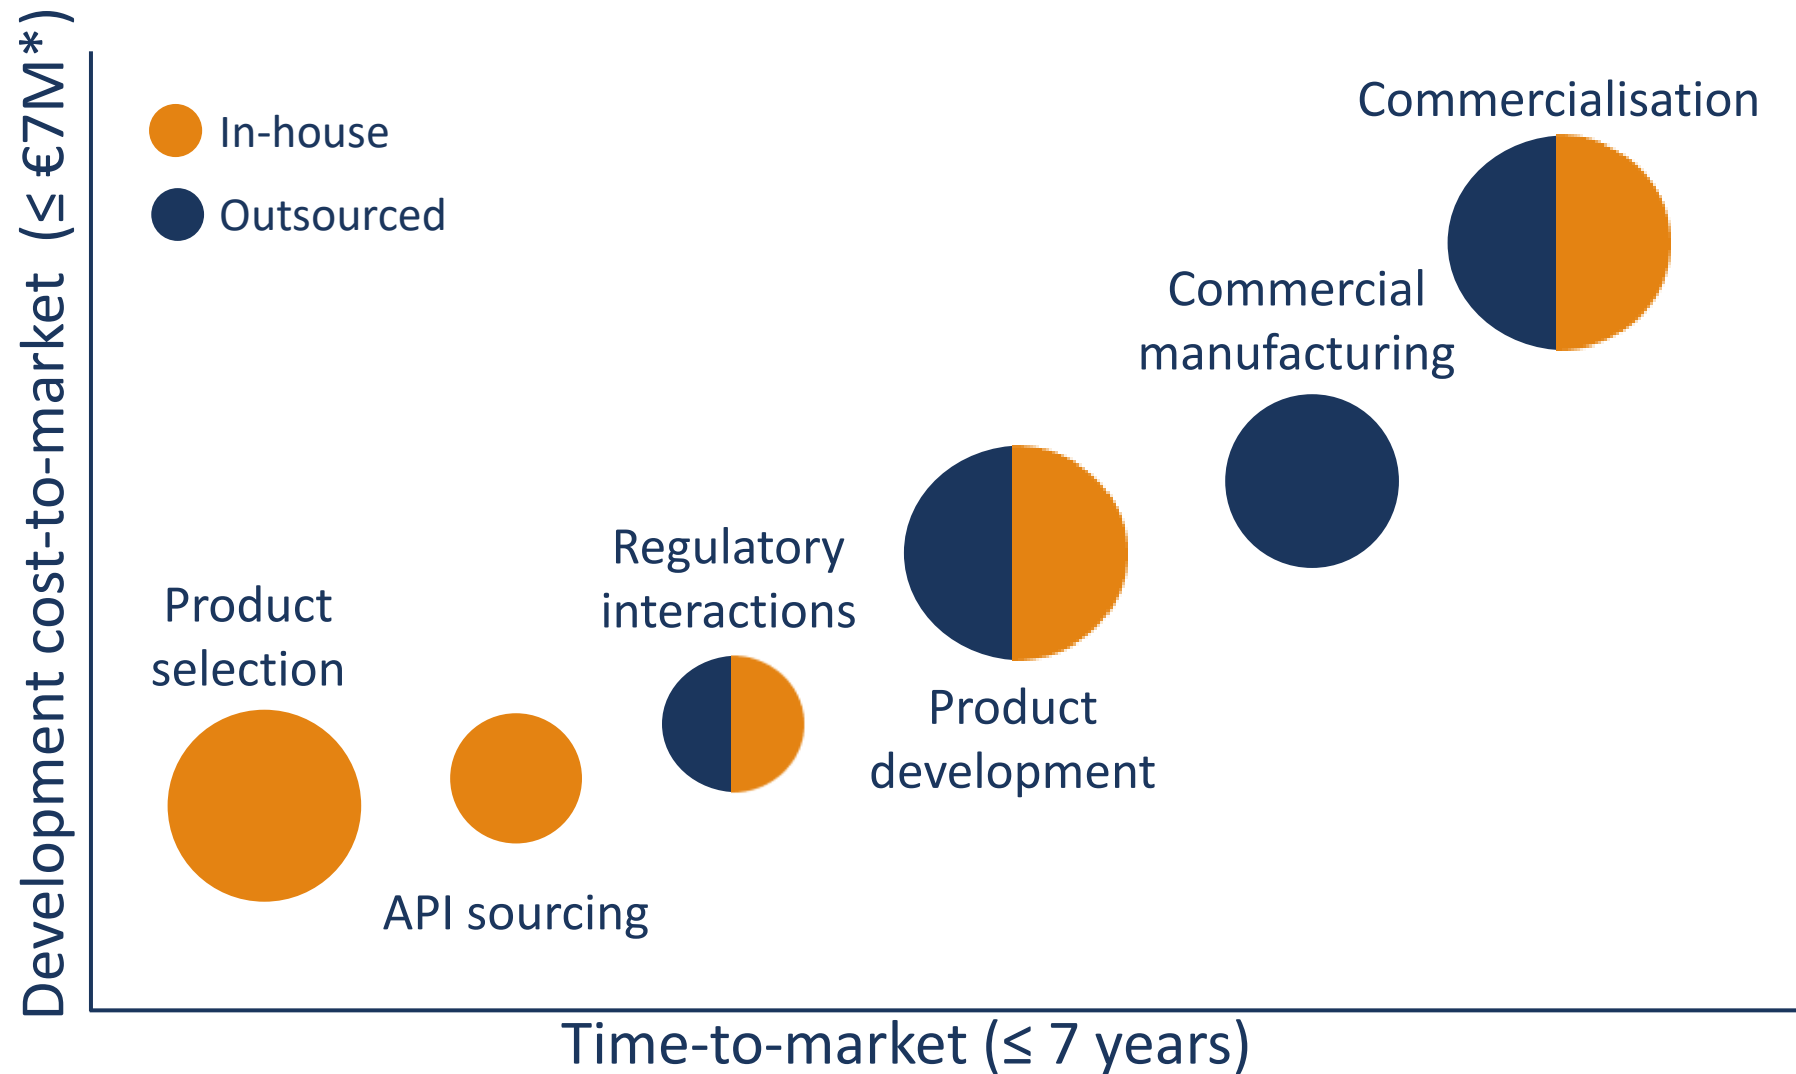 Development cost-to-market (≤ €7M*)
In-house
Outsourced
Commercialisation
Commercial
manufacturing
Regulatory
interactions
Product
selection
Product
development
API sourcing
Time-to-market (≤ 7 years)